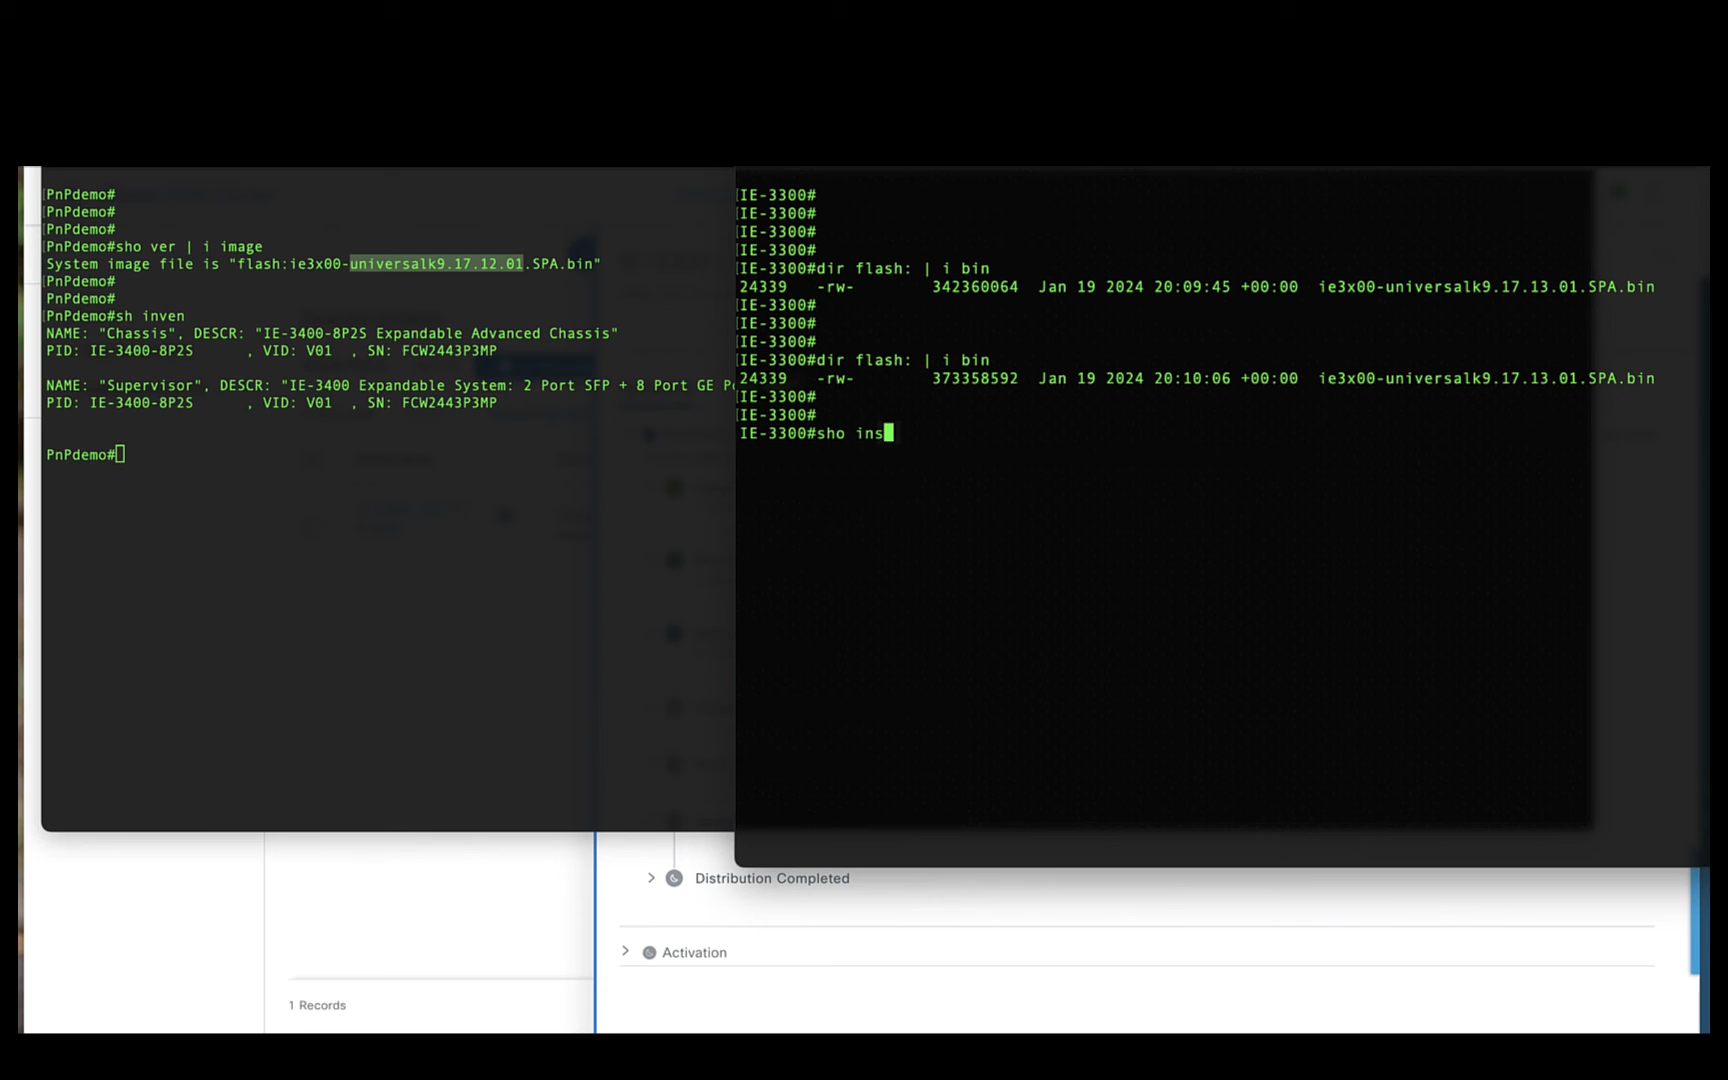 PnPdemo#
PnPdemo#
PnPdemo#
PnPdemo#sho ver | i image
System image file is "flash:ie3x00-universalk9.17.12.01.SPA.bin"
PnPdemo#
PnPdemo#
PnPdemo#sh inven
NAME: "Chassis", DESCR: "IE-3400-8P2S Expandable Advanced Chassis"
PID: IE-3400-8P2S      , VID: V01  , SN: FCW2443P3MP
NAME: "Supervisor", DESCR: "IE-3400 Expandable System: 2 Port SFP + 8 Port GE
PID: IE-3400-8P2S      , VID: V01  , SN: FCW2443P3MP
PnPdemo#
IE-3300#
IE-3300#
IE-3300#
IE-3300#
IE-3300#dir flash: | i bin
24339   -rw-        342360064  Jan 19 2024 20:09:45 +00:00  ie3x00-universalk9.17.13.01.SPA.bin
IE-3300#
IE-3300#
IE-3300#
IE-3300#dir flash: | i bin
24339   -rw-        373358592  Jan 19 2024 20:10:06 +00:00  ie3x00-universalk9.17.13.01.SPA.bin
IE-3300#
IE-3300#
IE-3300#sho ins
Distribution Completed
Activation
1 Records